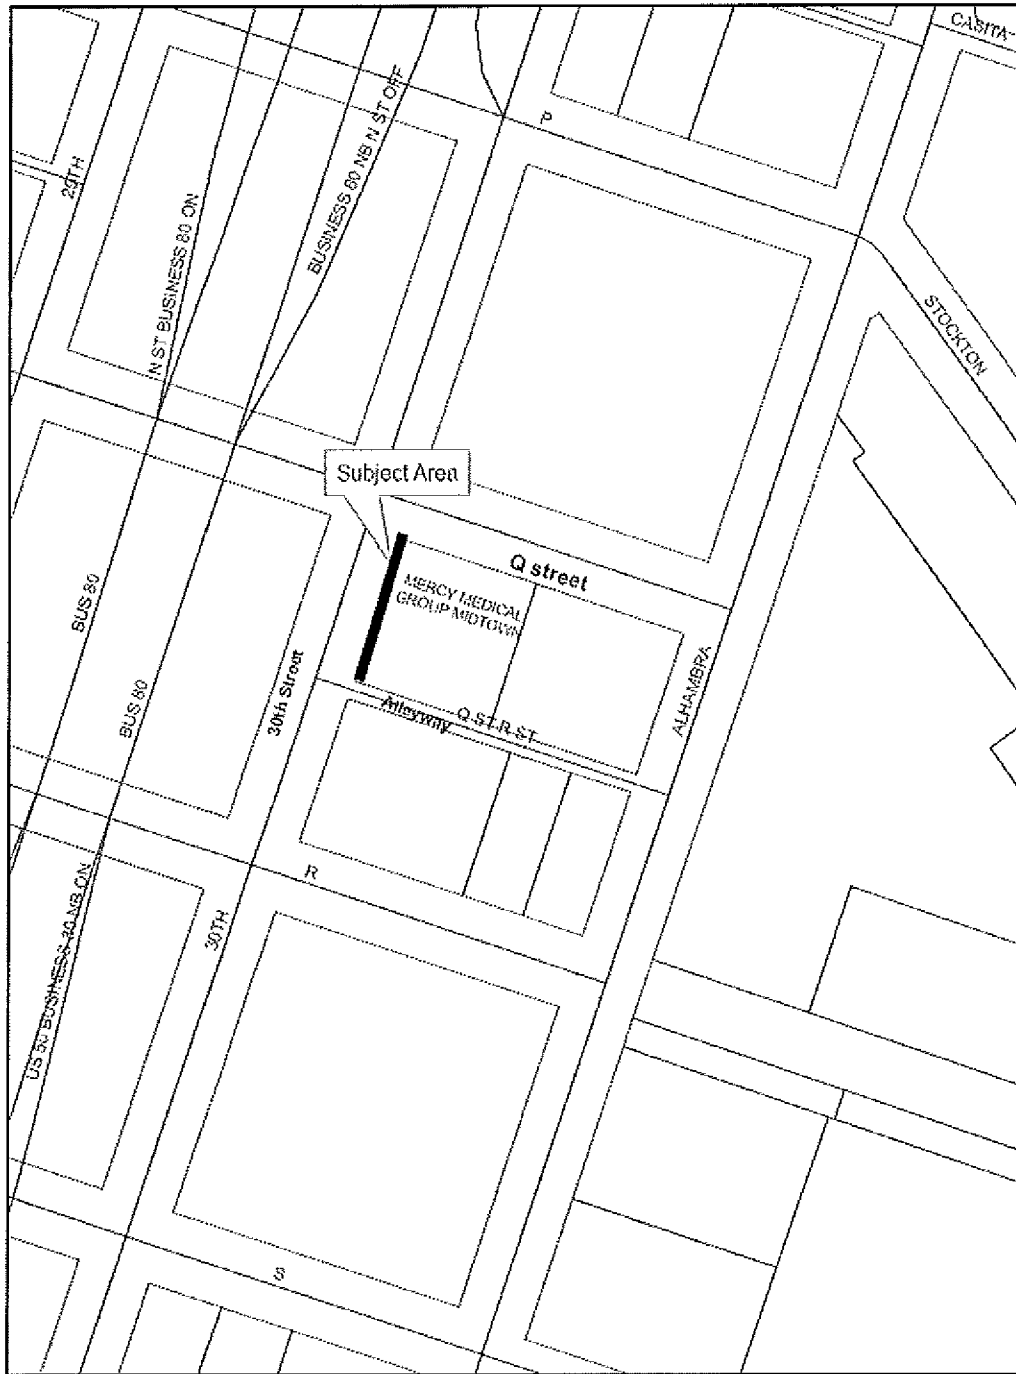 CASITA
P
29TH
BUSINESS 80 NB N ST OFF
N ST BUSINESS 80 ON
STOCKTON
Subject Area
Q street
MERCY MEDICAL
GROUP MIDTOWN
BUS 80
BUS 80
30th Street
ALHAMBRA
Q ST R ST
Alleyway
R
30TH
US 50 BUSINESS 80 NB ON
S